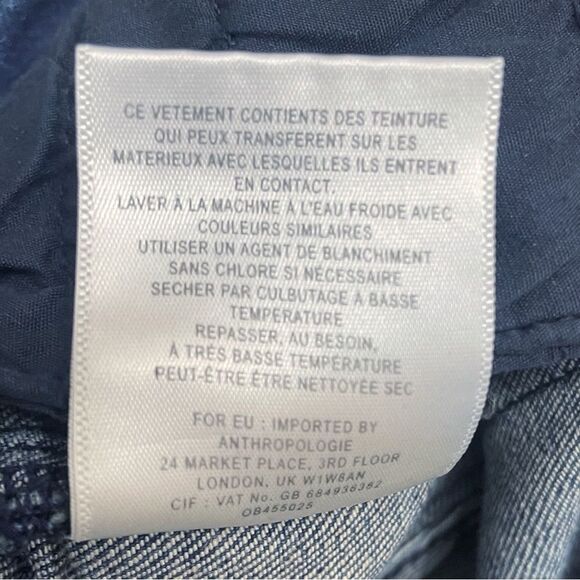 CE VETEMENT CONTIENTS DES TEINTURE
QUI PEUX TRANSFERENT SUR LES
MATERIEUX AVEC LESQUELLES ILS ENTRENT
EN CONTACT.
LAVER À LA MACHINE À L'EAU FROIDE AVEC
COULEURS SIMILAIRES
UTILISER UN AGENT DE BLANCHIMENT
SANS CHLORE SI NÉCESSAIRE
SECHER PAR CULBUTAGE À BASSE
TEMPERATURE
REPASSER, AU BESOIN,
À TRÈS BASSE TEMPÉRATURE
PEUT-ÊTRE ÊTRE NETTOYÉE SEC
FOR EU : IMPORTED BY
ANTHROPOLOGIE
24 MARKET PLACE, 3RD FLOOR
LONDON, UK W1W8AN
CIF : VAT No. GB 684936362
OB455025